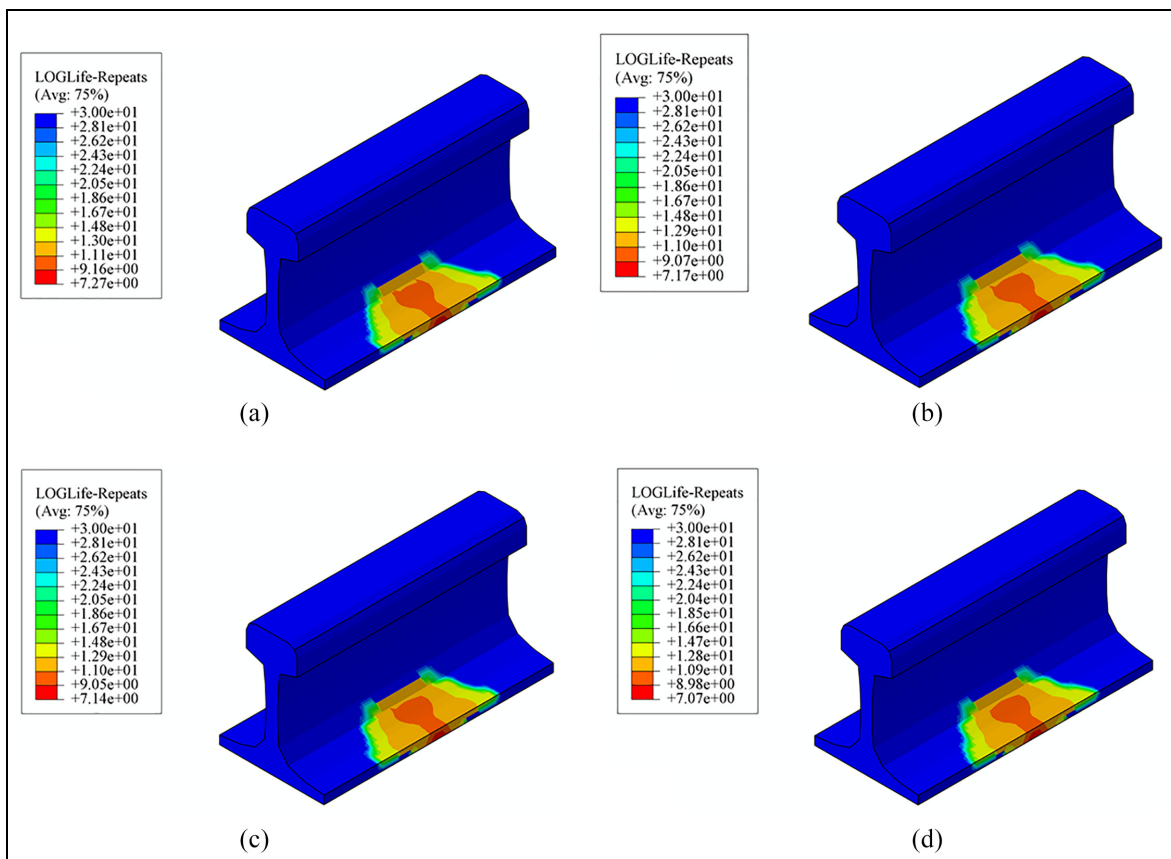 LOGLife-Repeats
(Avg: 75%)
+3.00e+01
+2.81e+01
+2.62e+01
+2.43e+01
+2.24e+01
+2.05e+01
+1.86e+01
+1.67e+01
+1.48e+01
+1.30e+01
+1.11e+01
+9.16e+00
+7.27e+00
(a)
LOGLife-Repeats
(Avg: 75%)
+3.00e+01
+2.81e+01
+2.62e+01
+2.43e+01
+2.24e+01
+2.05e+01
+1.86e+01
+1.67e+01
+1.48e+01
+1.29e+01
+1.10e+01
+9.07e+00
+7.17e+00
(b)
LOGLife-Repeats
(Avg: 75%)
+3.00e+01
+2.81e+01
+2.62e+01
+2.43e+01
+2.24e+01
+2.05e+01
+1.86e+01
+1.67e+01
+1.48e+01
+1.29e+01
+1.10e+01
+9.05e+00
+7.14e+00
(c)
LOGLife-Repeats
(Avg: 75%)
+3.00e+01
+2.81e+01
+2.62e+01
+2.43e+01
+2.24e+01
+2.04e+01
+1.85e+01
+1.66e+01
+1.47e+01
+1.28e+01
+1.09e+01
+8.98e+00
+7.07e+00
(d)